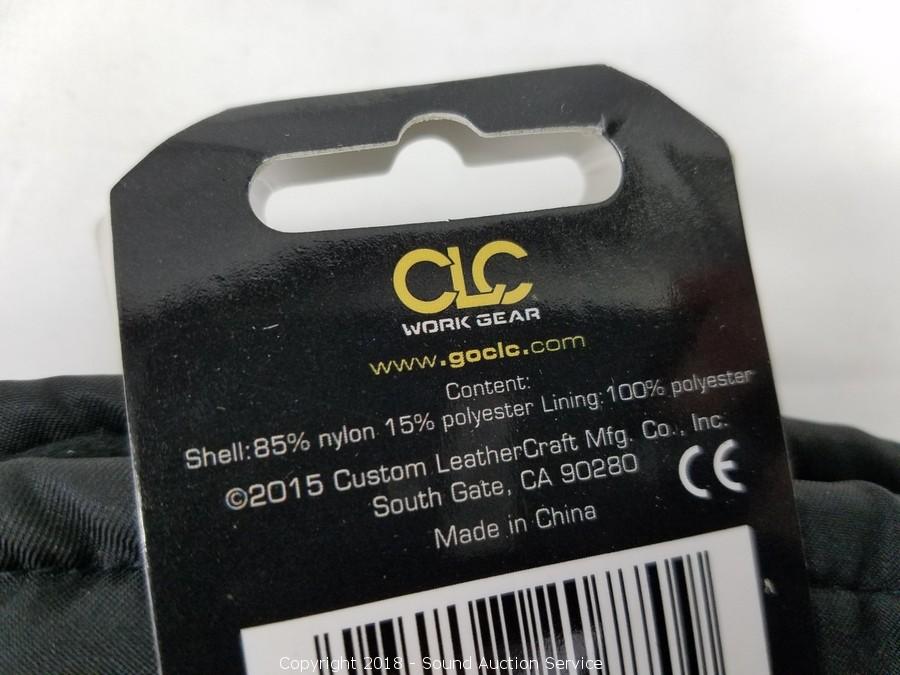 CLC
WORK GEAR
www.goclc.com
Content:
Shell:85% nylon 15% polyester Lining:100% polyester
©2015 Custom LeatherCraft Mfg. Co., Inc.
South Gate, CA 90280
CE
Made in China
Copyright 2018 - Sound Auction Service